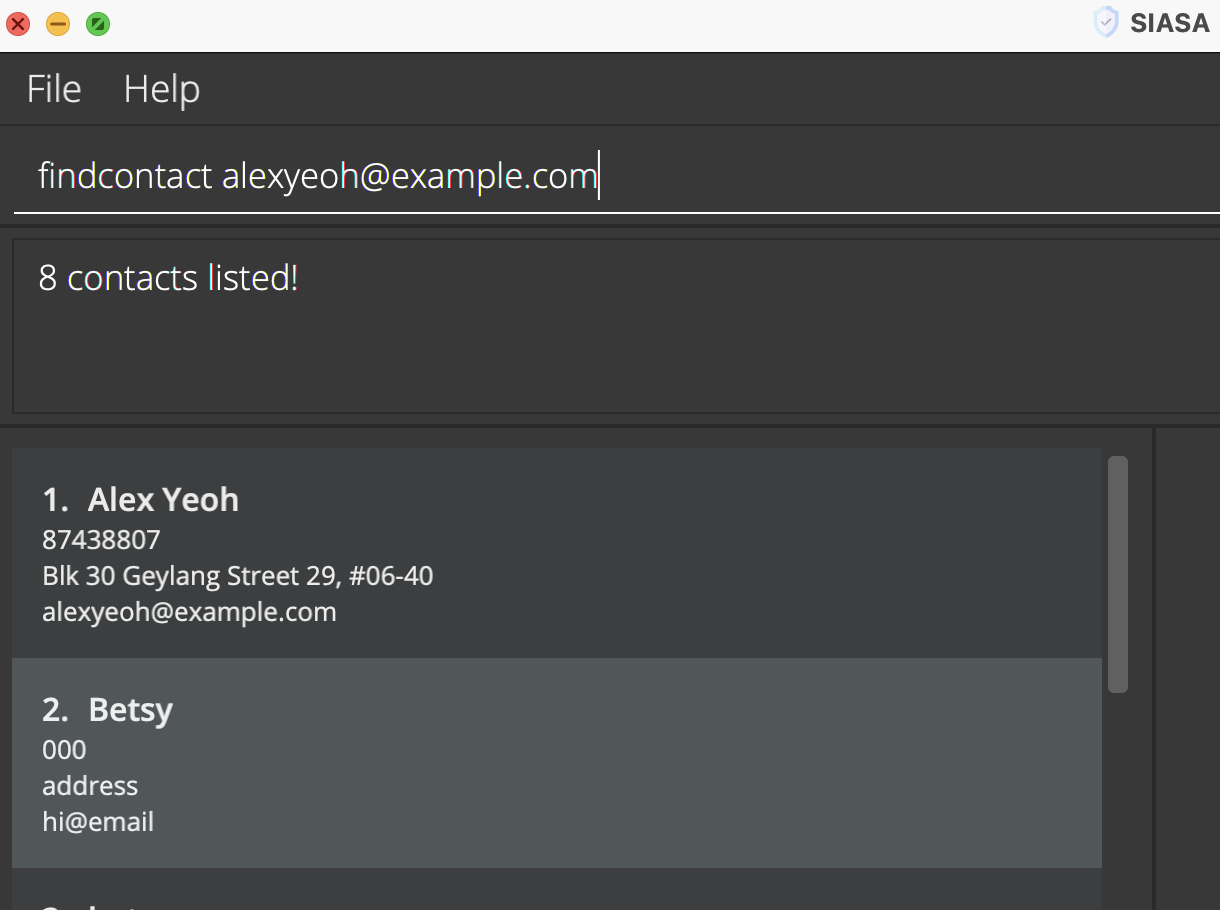 SIASA
File Help
findcontact alexyeoh@example.com
8 contacts listed!
1. Alex Yeoh
87438807
Blk 30 Geylang Street 29, #06-40
alexyeoh@example.com
2. Betsy
000
address
hi@email